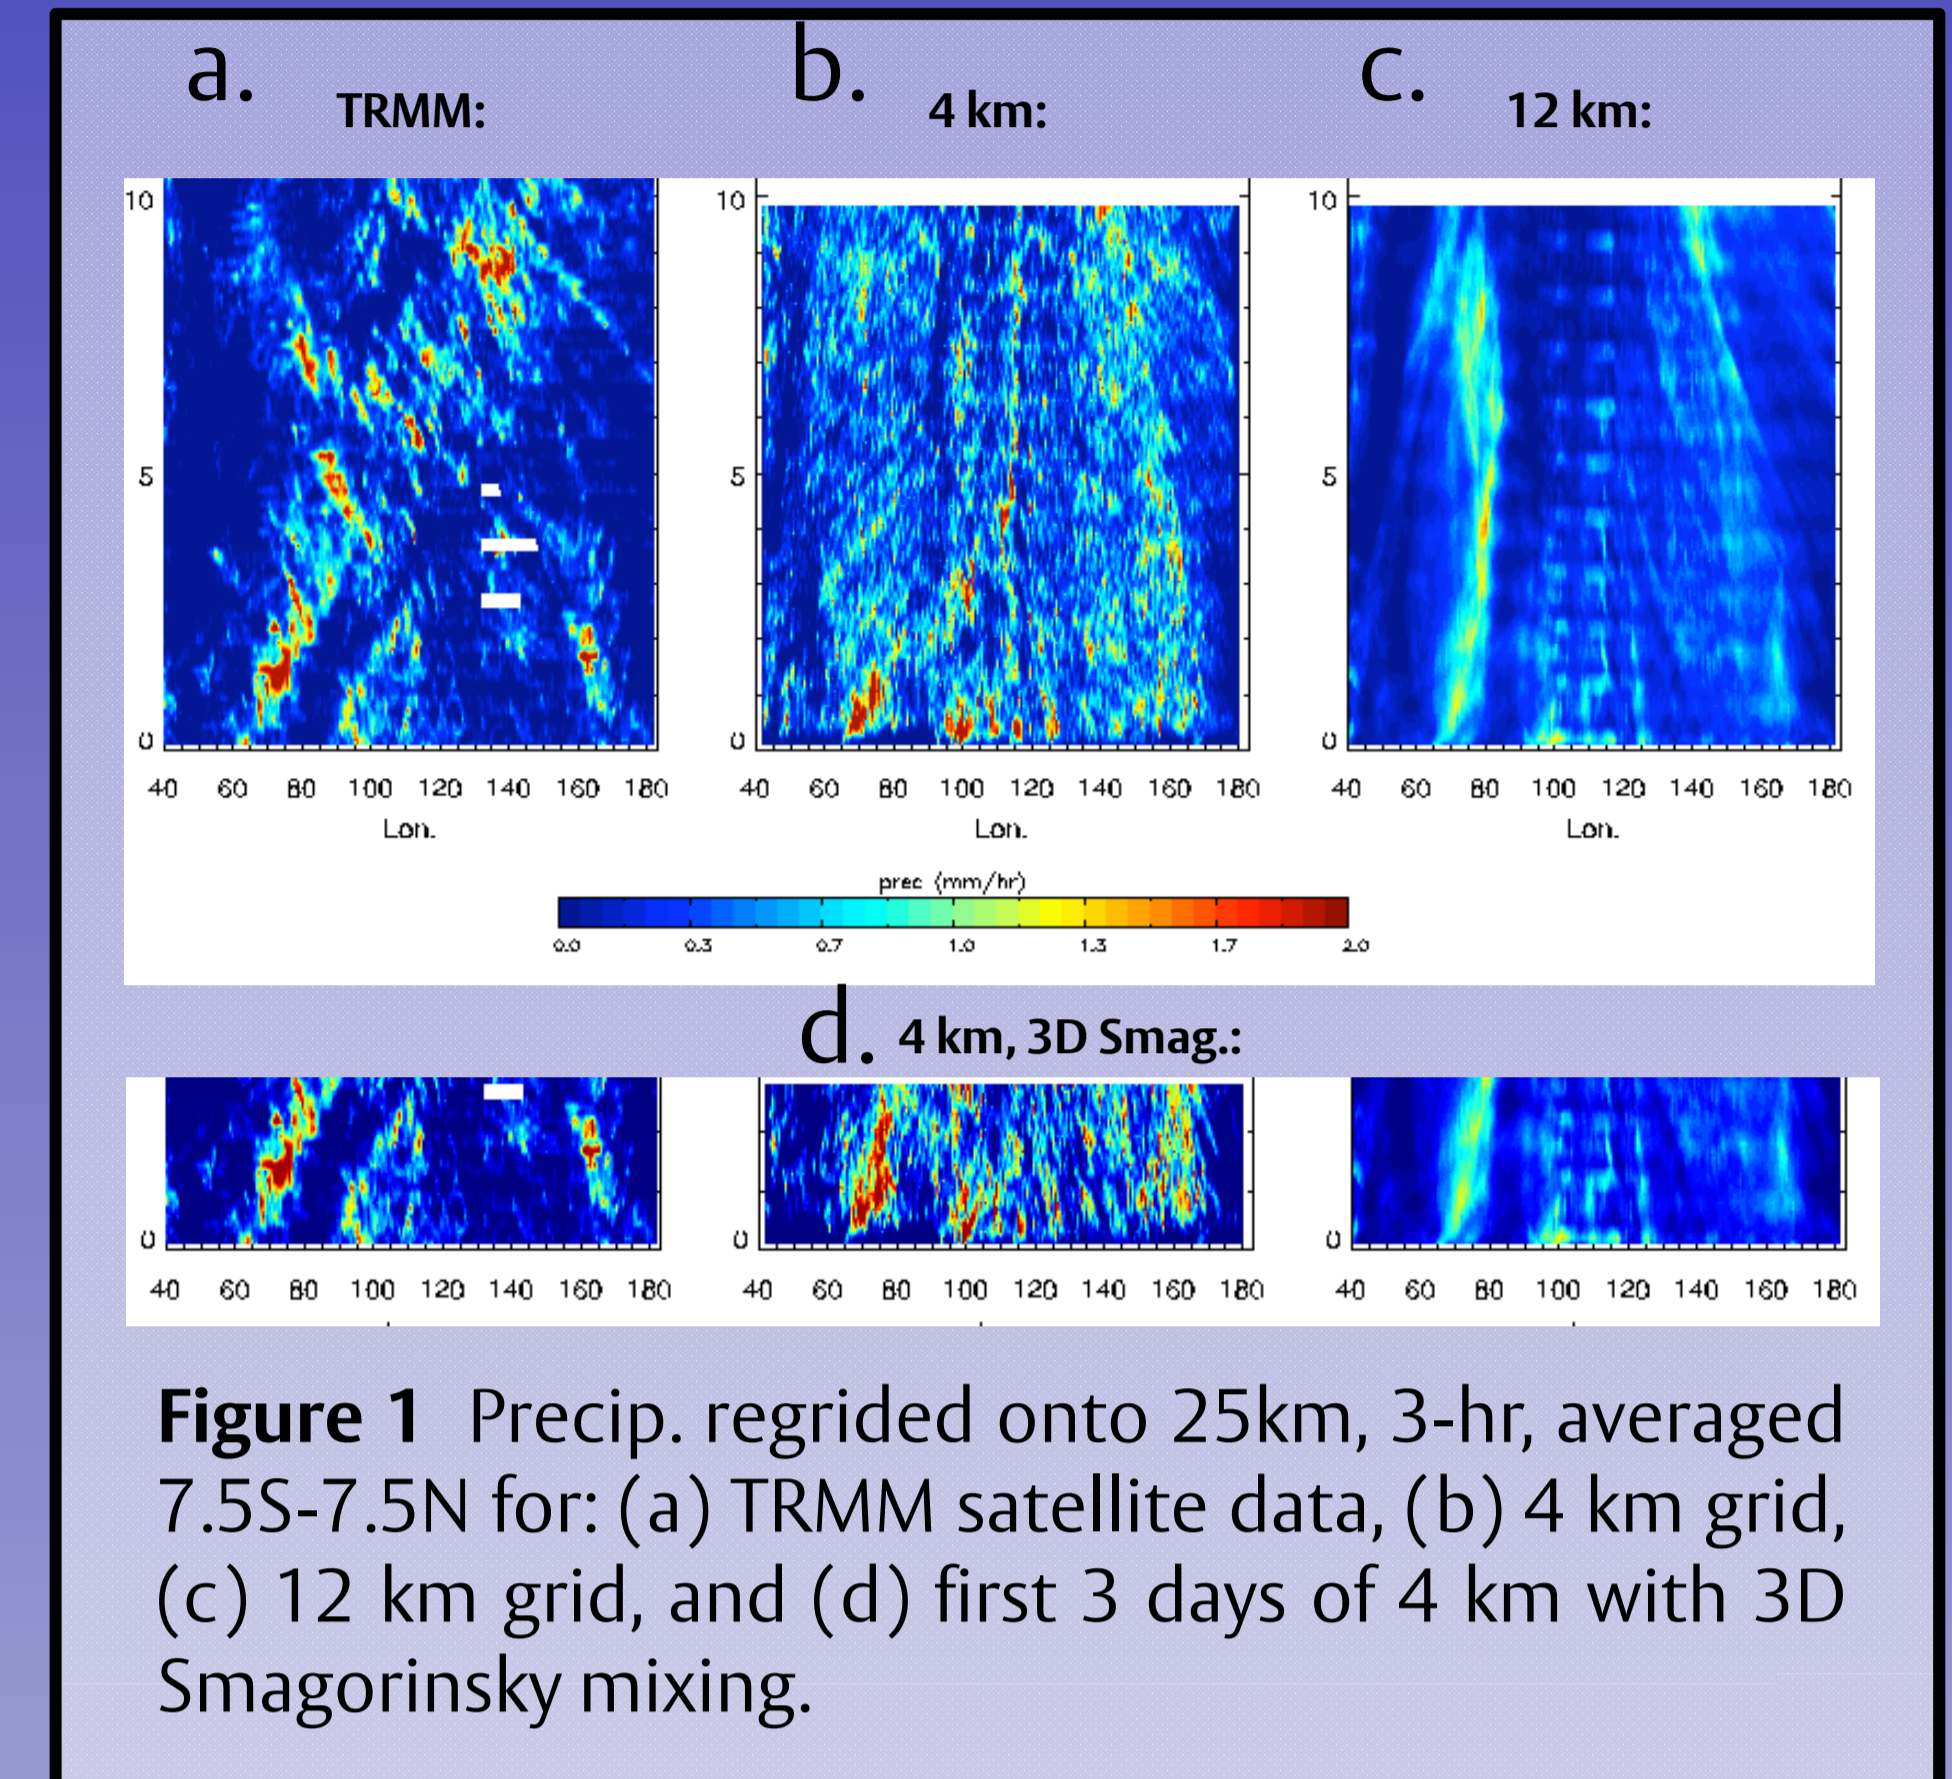 a. b. c.
TRMM: 4 km: 12 km:
10 10 10
5 5 5
0 0 0
40 60 80 100 120 140 160 180 40 60 80 100 120 140 160 180 40 60 80 100 120 140 160 180
Lon. Lon. Lon.
prec (mm/hr)
0.0 0.3 0.7 1.0 1.3 1.7 2.0
d. 4 km, 3D Smag.:
0 0 0
40 60 80 100 120 140 160 180 40 60 80 100 120 140 160 180 40 60 80 100 120 140 160 180
Figure 1 Precip. regrided onto 25km, 3-hr, averaged
7.5S-7.5N for: (a) TRMM satellite data, (b) 4 km grid,
(c) 12 km grid, and (d) first 3 days of 4 km with 3D
Smagorinsky mixing.